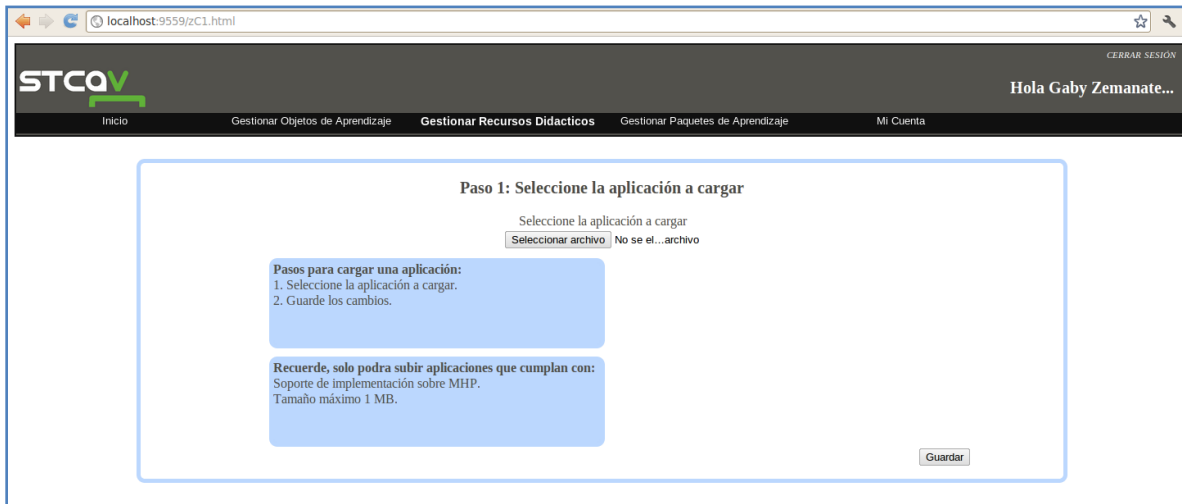 localhost:9559/zC1.html
CERRAR SESIÓN
STCAV
Hola Gaby Zemanate...
Inicio Gestionar Objetos de Aprendizaje Gestionar Recursos Didacticos Gestionar Paquetes de Aprendizaje Mi Cuenta
Paso 1: Seleccione la aplicación a cargar
Seleccione la aplicación a cargar
Seleccionar archivo No se el...archivo
Pasos para cargar una aplicación:
1. Seleccione la aplicación a cargar.
2. Guarde los cambios.
Recuerde, solo podra subir aplicaciones que cumplan con:
Soporte de implementación sobre MHP.
Tamaño máximo 1 MB.
Guardar